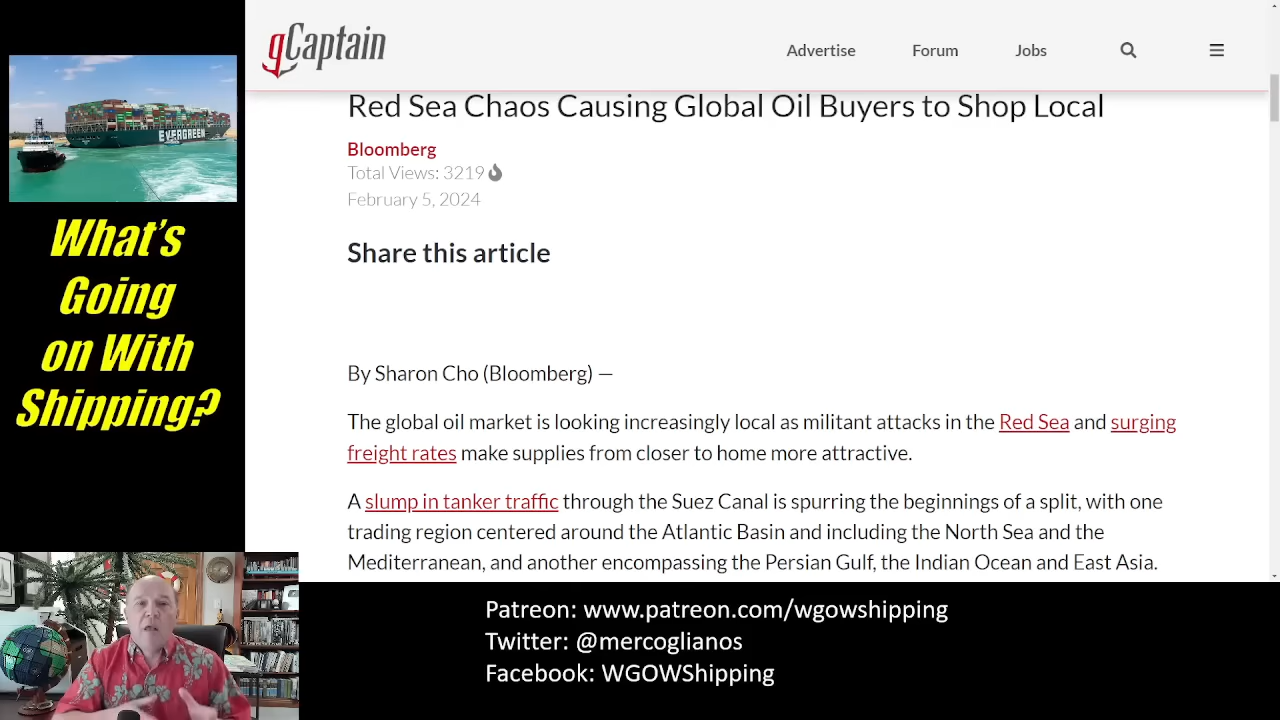 gCaptain
Advertise
Forum
Jobs
EVERGREEN
What's
Going
on With
Shipping?
Red Sea Chaos Causing Global Oil Buyers to Shop Local
Bloomberg
Total Views: 3219
February 5, 2024
Share this article
By Sharon Cho (Bloomberg) —
The global oil market is looking increasingly local as militant attacks in the Red Sea and surging
freight rates make supplies from closer to home more attractive.
A slump in tanker traffic through the Suez Canal is spurring the beginnings of a split, with one
trading region centered around the Atlantic Basin and including the North Sea and the
Mediterranean, and another encompassing the Persian Gulf, the Indian Ocean and East Asia.
Patreon: www.patreon.com/wgowshipping
Twitter: @mercoglianos
Facebook: WGOWShipping